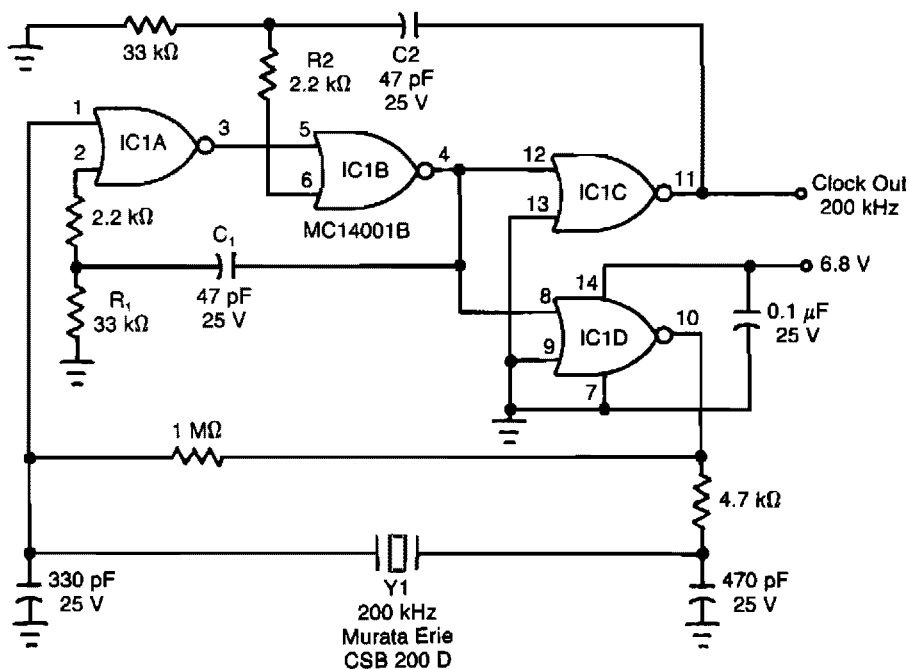 33 kΩ
R2
2.2 kΩ
C2
47 pF
25 V
1
2
IC1A
3
5
6
IC1B
4
MC14001B
12
13
IC1C
11
Clock Out
200 kHz
2.2 kΩ
C₁
47 pF
25 V
R₁
33 kΩ
6.8 V
14
8
9
IC1D
10
7
0.1 μF
25 V
1 MΩ
4.7 kΩ
330 pF
25 V
Y1
200 kHz
Murata Erie
CSB 200 D
470 pF
25 V